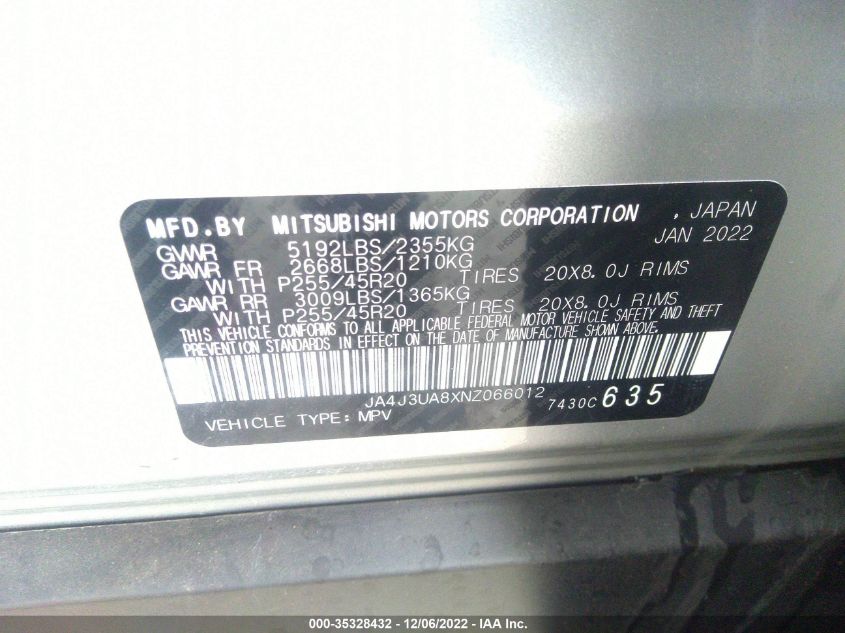 MFD.BY MITSUBISHI MOTORS CORPORATION , JAPAN
JAN 2022
GVWR 5192LBS/2355KG
GAWR FR 2668LBS/1210KG
WITH P255/45R20 TIRES 20X8.0J RIMS
GAWR RR 3009LBS/1365KG
WITH P255/45R20 TIRES 20X8.0J RIMS
THIS VEHICLE CONFORMS TO ALL APPLICABLE FEDERAL MOTOR VEHICLE SAFETY AND THEFT
PREVENTION STANDARDS IN EFFECT ON THE DATE OF MANUFACTURE SHOWN ABOVE.
JA4J3UA8XNZ066012
VEHICLE TYPE: MPV 7430C 635
000-35328432 - 12/06/2022 - IAA Inc.